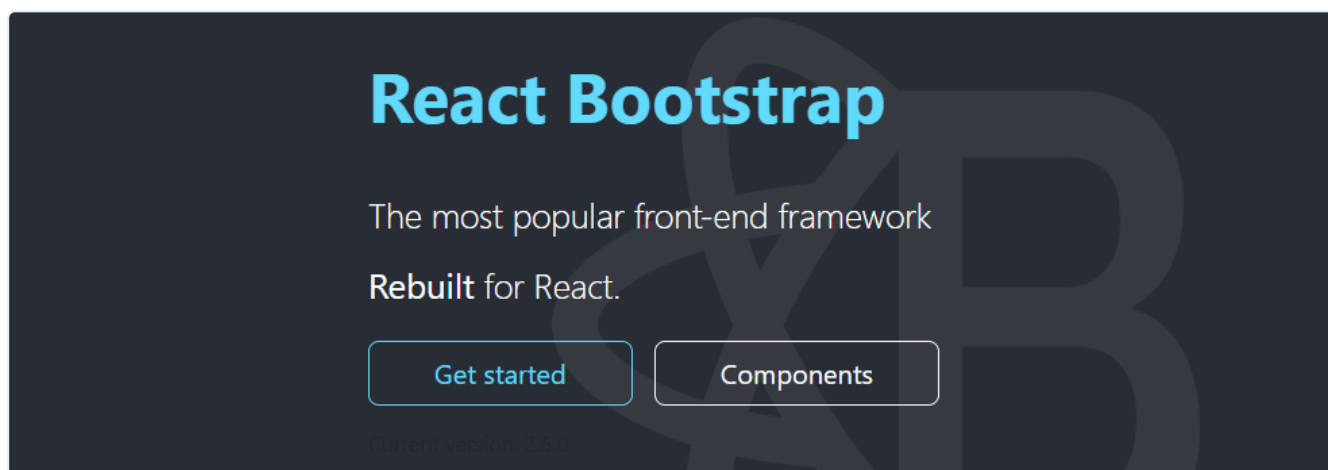 React Bootstrap
The most popular front-end framework
Rebuilt for React.
Get started
Components
Current version: 2.5.0